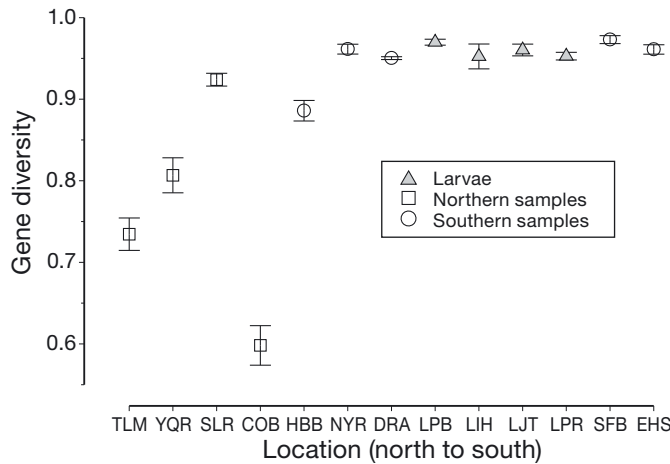 1.0
0.9
0.8
0.7
0.6
Gene diversity
Larvae
Northern samples
Southern samples
TLM YQR SLR COB HBB NYR DRA LPB LIH LJT LPR SFB EHS
Location (north to south)